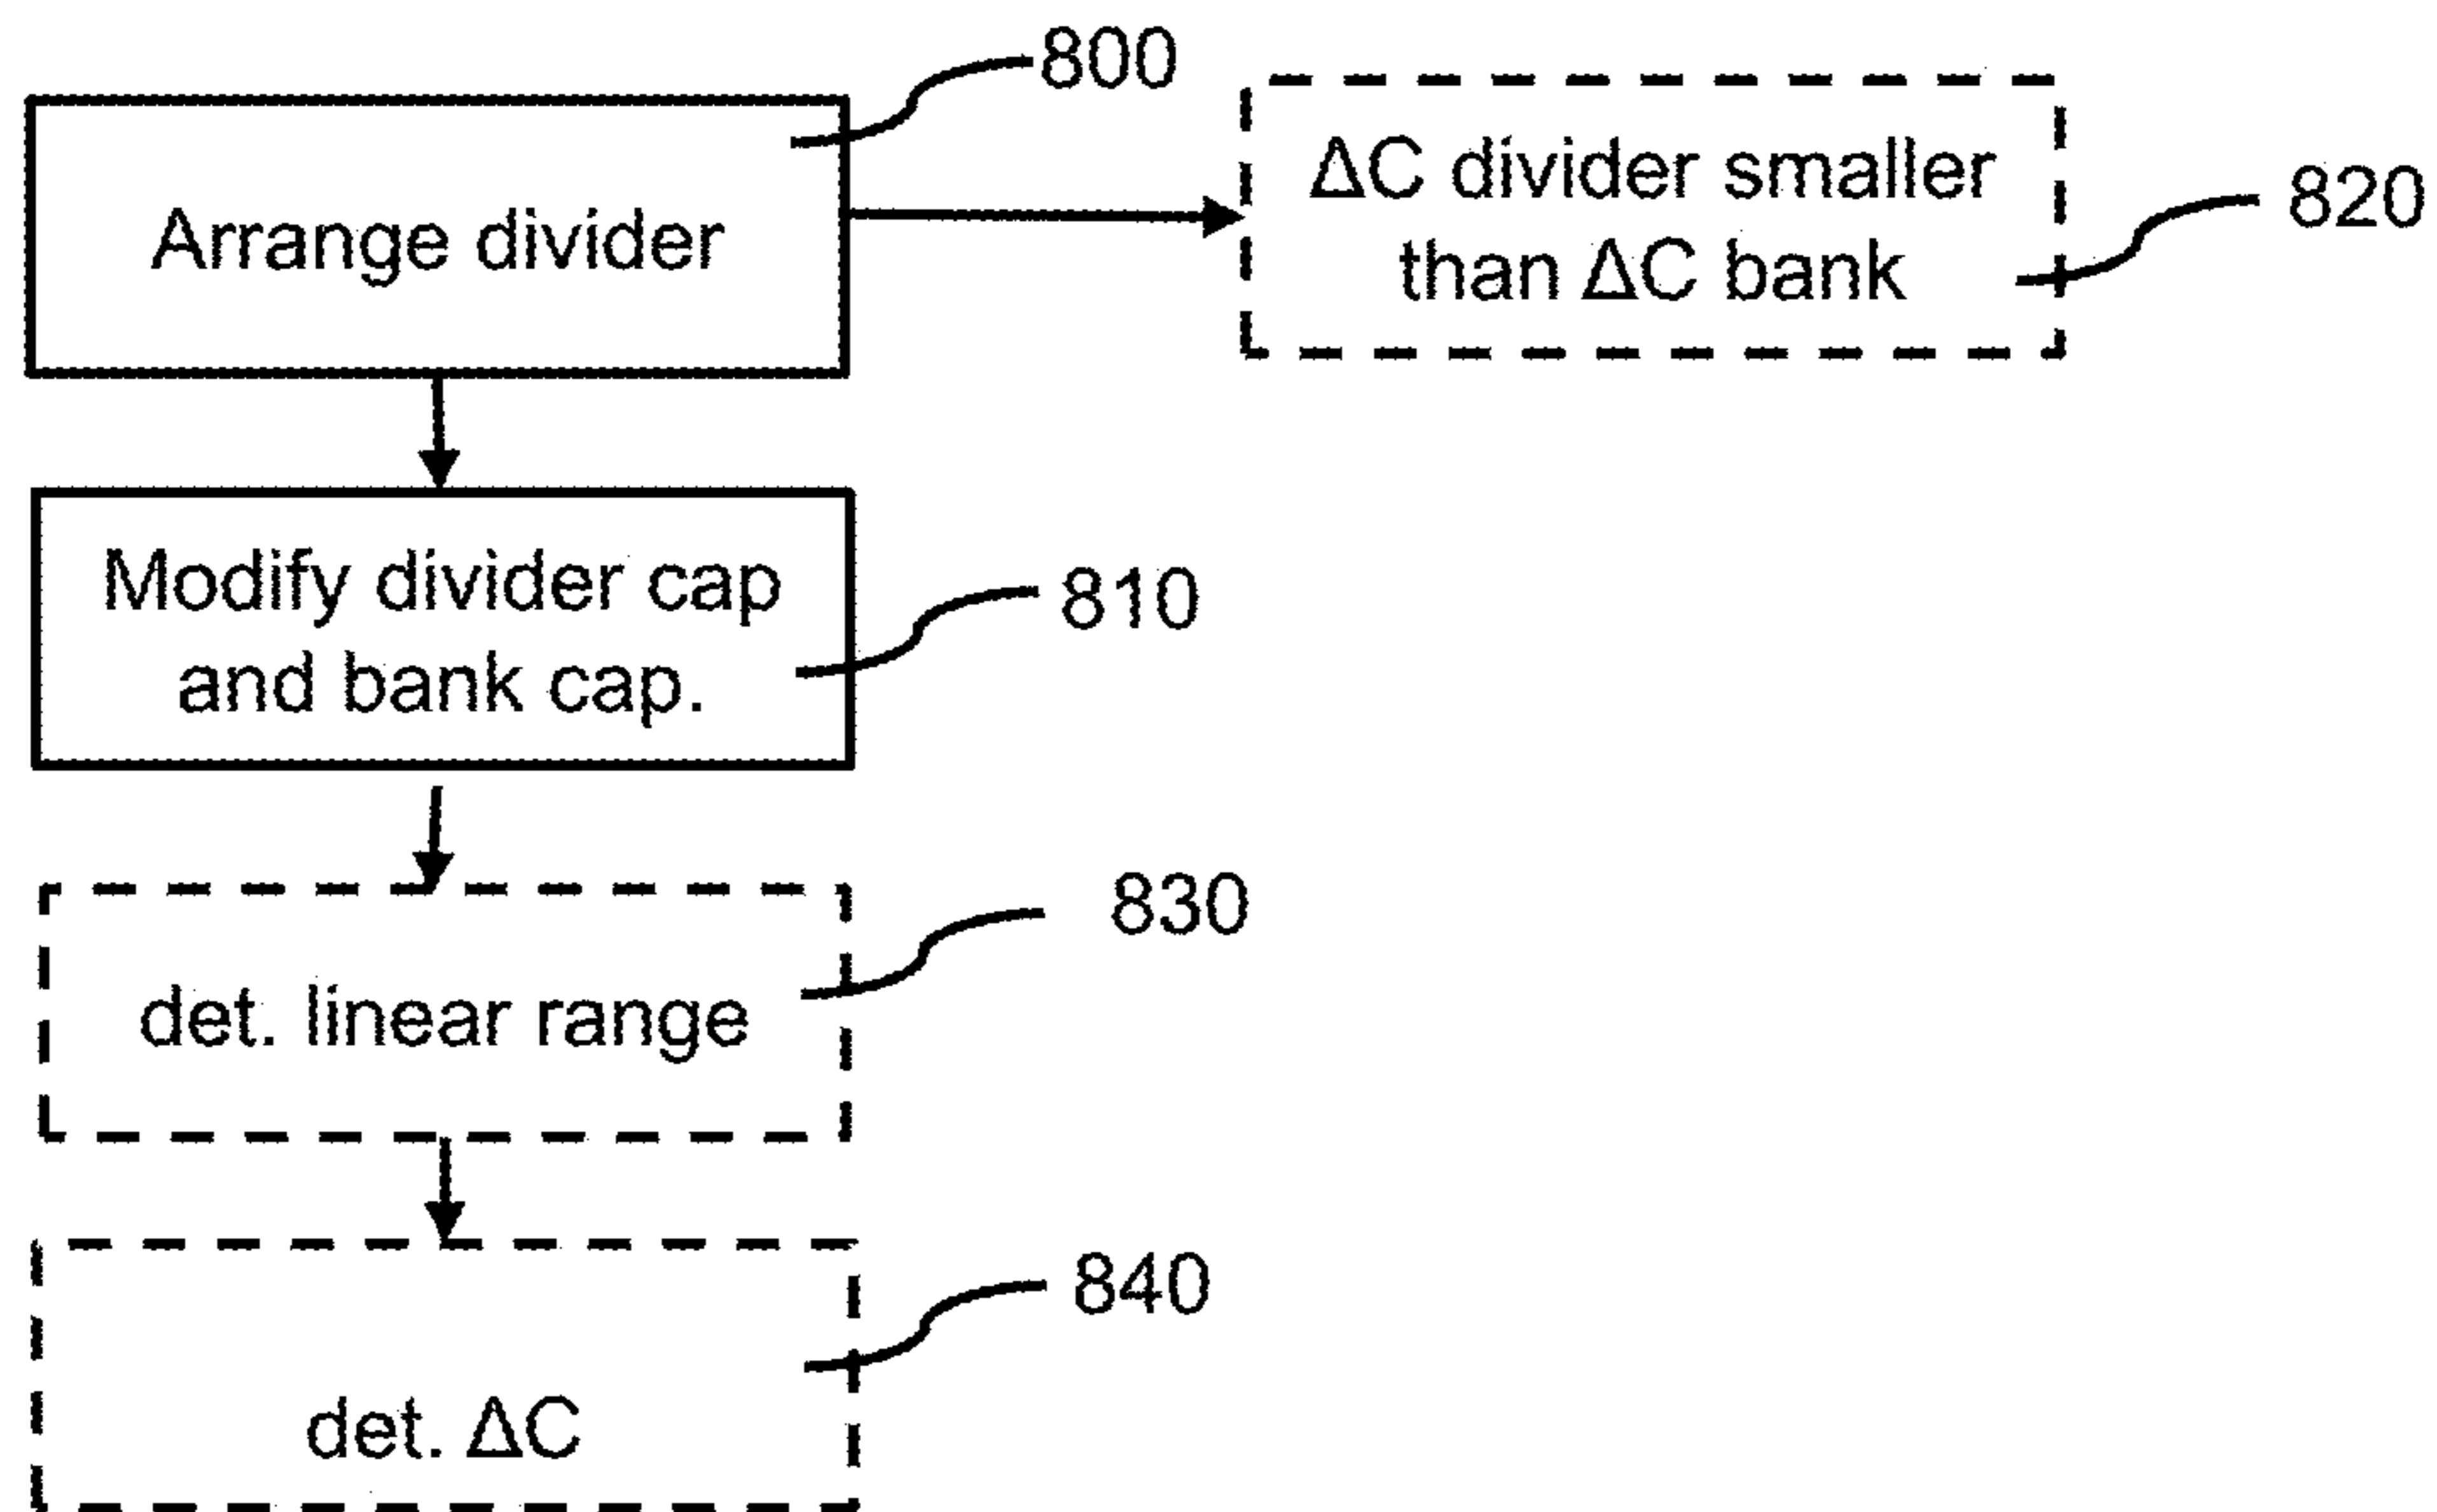 800
Arrange divider
ΔC divider smaller
than ΔC bank
820
Modify divider cap
and bank cap.
810
det. linear range
830
det. ΔC
840